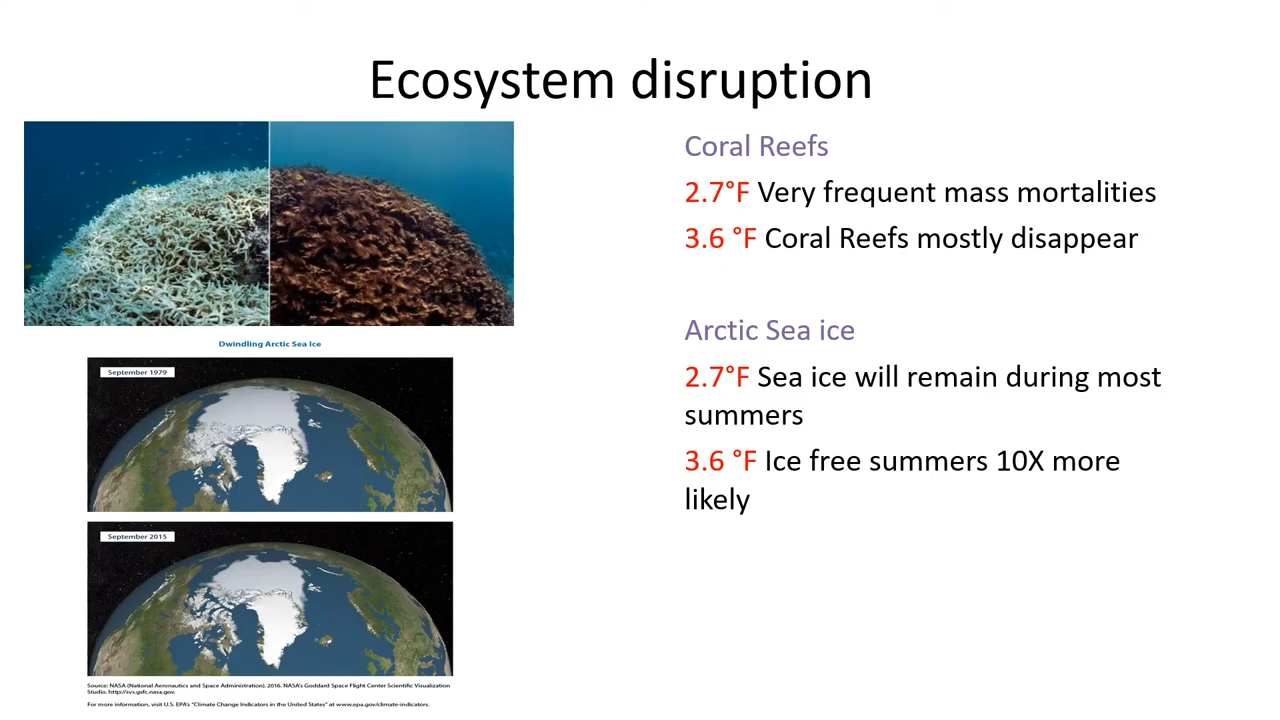 Ecosystem disruption
Coral Reefs
2.7°F Very frequent mass mortalities
3.6 °F Coral Reefs mostly disappear
Arctic Sea ice
2.7°F Sea ice will remain during most
summers
3.6 °F Ice free summers 10X more
likely
Dwindling Arctic Sea Ice
September 1979
September 2015
Source: NASA (National Aeronautics and Space Administration). 2016. NASA's Goddard Space Flight Center Scientific Visualization
Studio. http://svs.gsfc.nasa.gov.
For more information, visit U.S. EPA's "Climate Change Indicators in the United States" at www.epa.gov/climate-indicators.